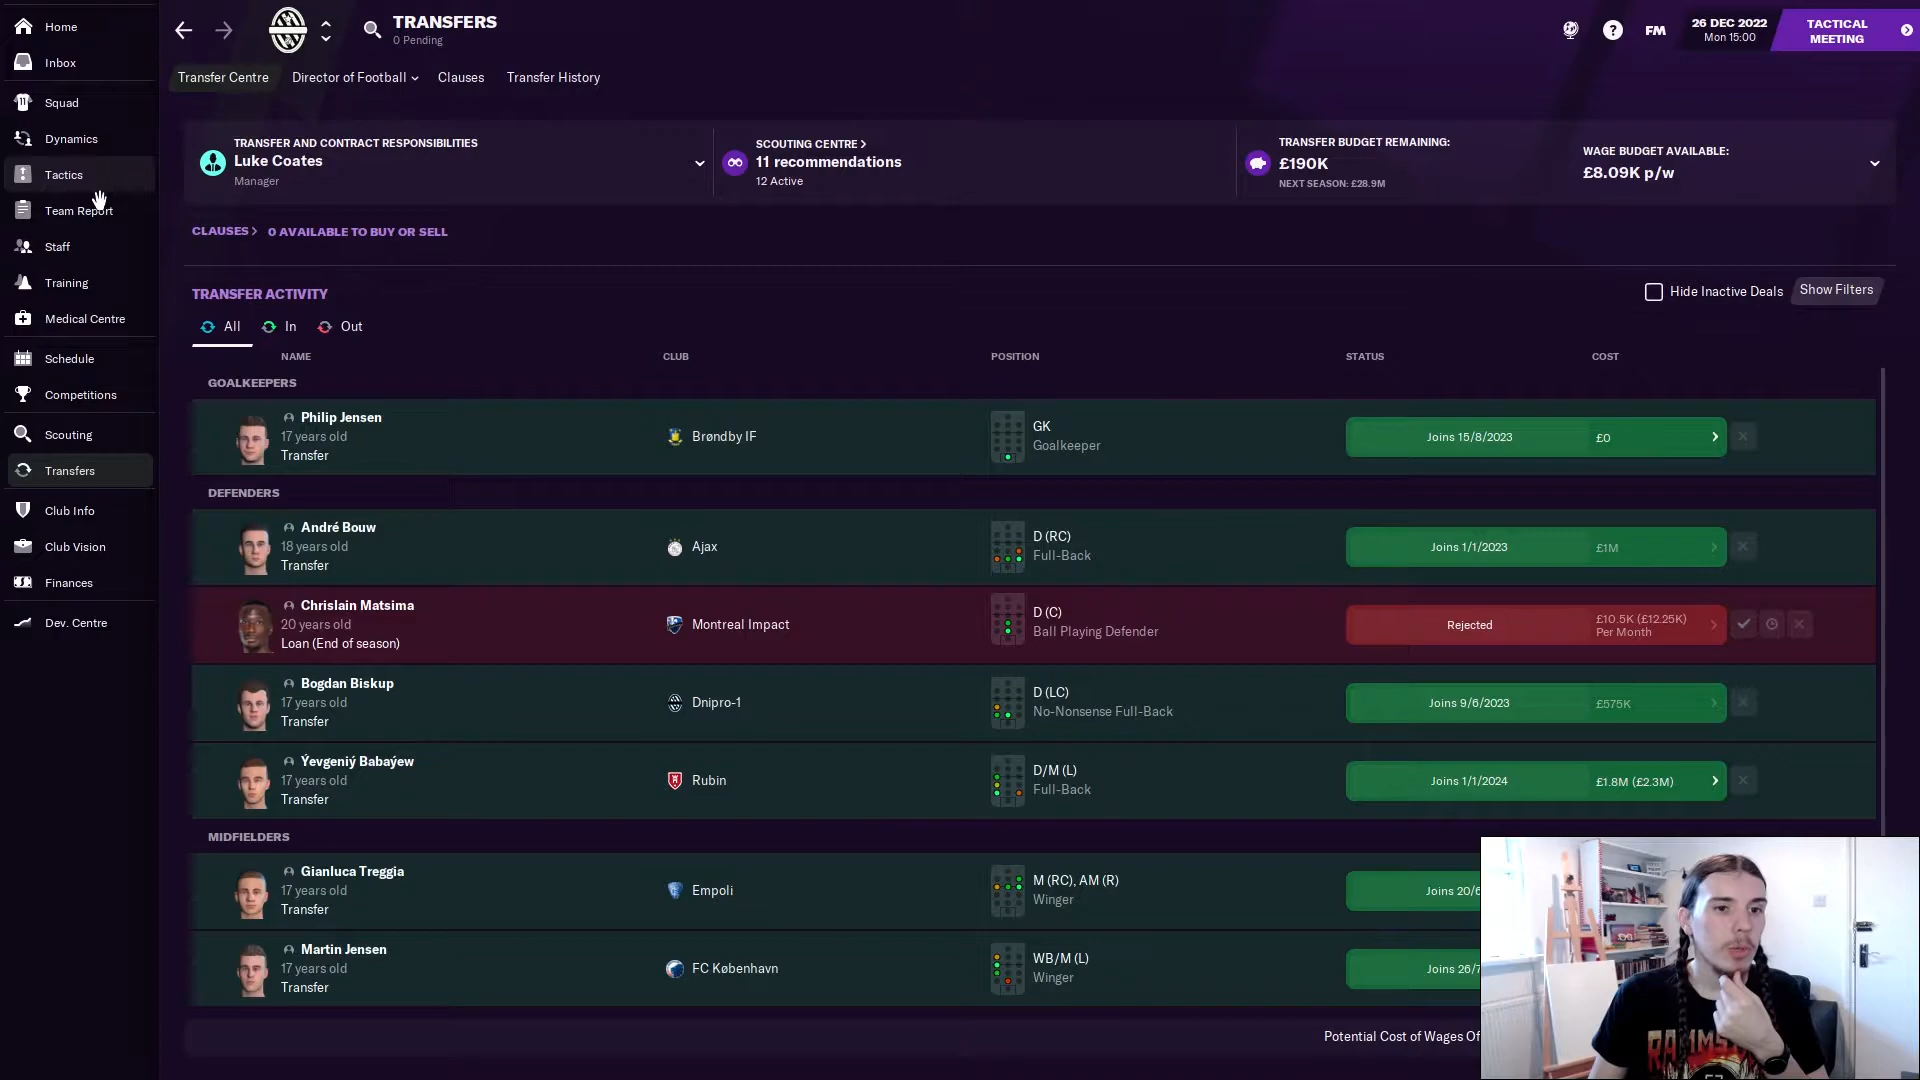 Home
Inbox
Squad
Dynamics
Tactics
Team Report
Staff
Training
Medical Centre
Schedule
Competitions
Scouting
Transfers
Club Info
Club Vision
Finances
Dev. Centre
TRANSFERS
0 Pending
FM
26 DEC 2022
Mon 15:00
TACTICAL
MEETING
Transfer Centre
Director of Football
Clauses
Transfer History
TRANSFER AND CONTRACT RESPONSIBILITIES
Luke Coates
Manager
SCOUTING CENTRE >
11 recommendations
12 Active
TRANSFER BUDGET REMAINING:
£190K
NEXT SEASON: £28.9M
WAGE BUDGET AVAILABLE:
£8.09K p/w
CLAUSES > 0 AVAILABLE TO BUY OR SELL
TRANSFER ACTIVITY
Hide Inactive Deals
Show Filters
All In Out
NAME CLUB POSITION STATUS COST
GOALKEEPERS
Philip Jensen
17 years old
Transfer
Brøndby IF
GK
Goalkeeper
Joins 15/8/2023 £0
DEFENDERS
André Bouw
18 years old
Transfer
Ajax
D (RC)
Full-Back
Joins 1/1/2023 £1M
Chrislain Matsima
20 years old
Loan (End of season)
Montreal Impact
D (C)
Ball Playing Defender
Rejected
£10.5K (£12.25K)
Per Month
Bogdan Biskup
17 years old
Transfer
Dnipro-1
D (LC)
No-Nonsense Full-Back
Joins 9/6/2023 £575K
Ýevgeniý Babaýew
17 years old
Transfer
Rubin
D/M (L)
Full-Back
Joins 1/1/2024 £1.8M (£2.3M)
MIDFIELDERS
Gianluca Treggia
17 years old
Transfer
Empoli
M (RC), AM (R)
Winger
Joins 20/6
Martin Jensen
17 years old
Transfer
FC København
WB/M (L)
Winger
Joins 26/7
Potential Cost of Wages Of